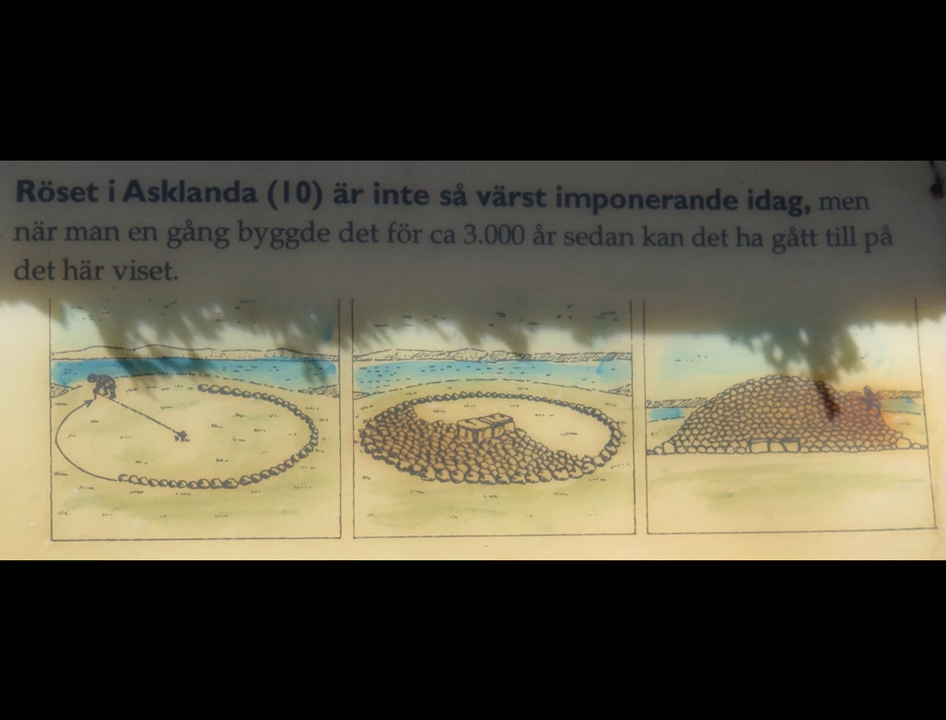 Röset i Asklanda (10) är inte så värst imponerande idag, men
när man en gång byggde det för ca 3.000 år sedan kan det ha gått till på
det här viset.